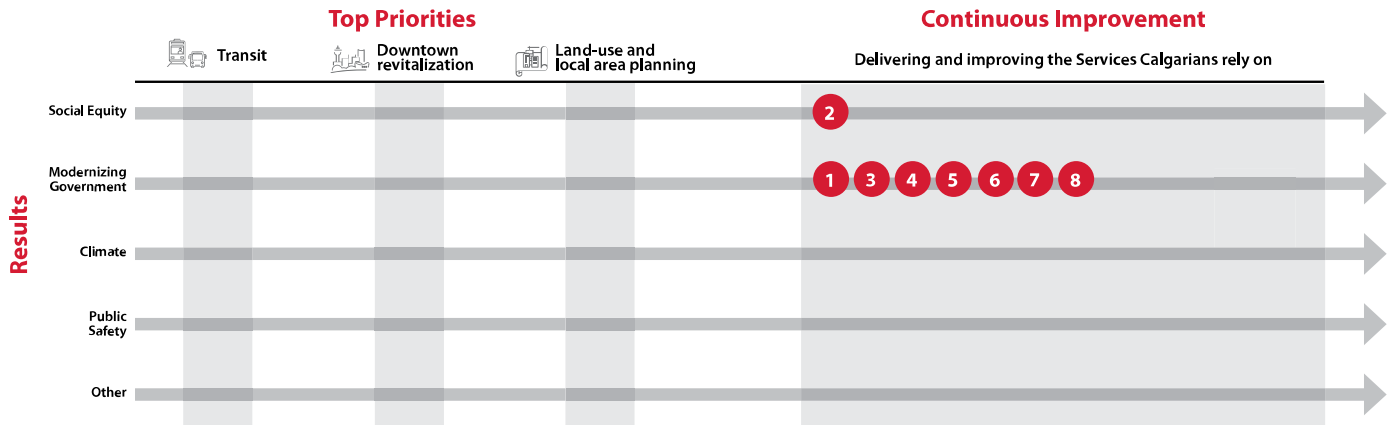 Top Priorities
Continuous Improvement
Transit
Downtown
revitalization
Land-use and
local area planning
Delivering and improving the Services Calgarians rely on
Results
Social Equity
2
Modernizing
Government
1 3 4 5 6 7 8
Climate
Public
Safety
Other